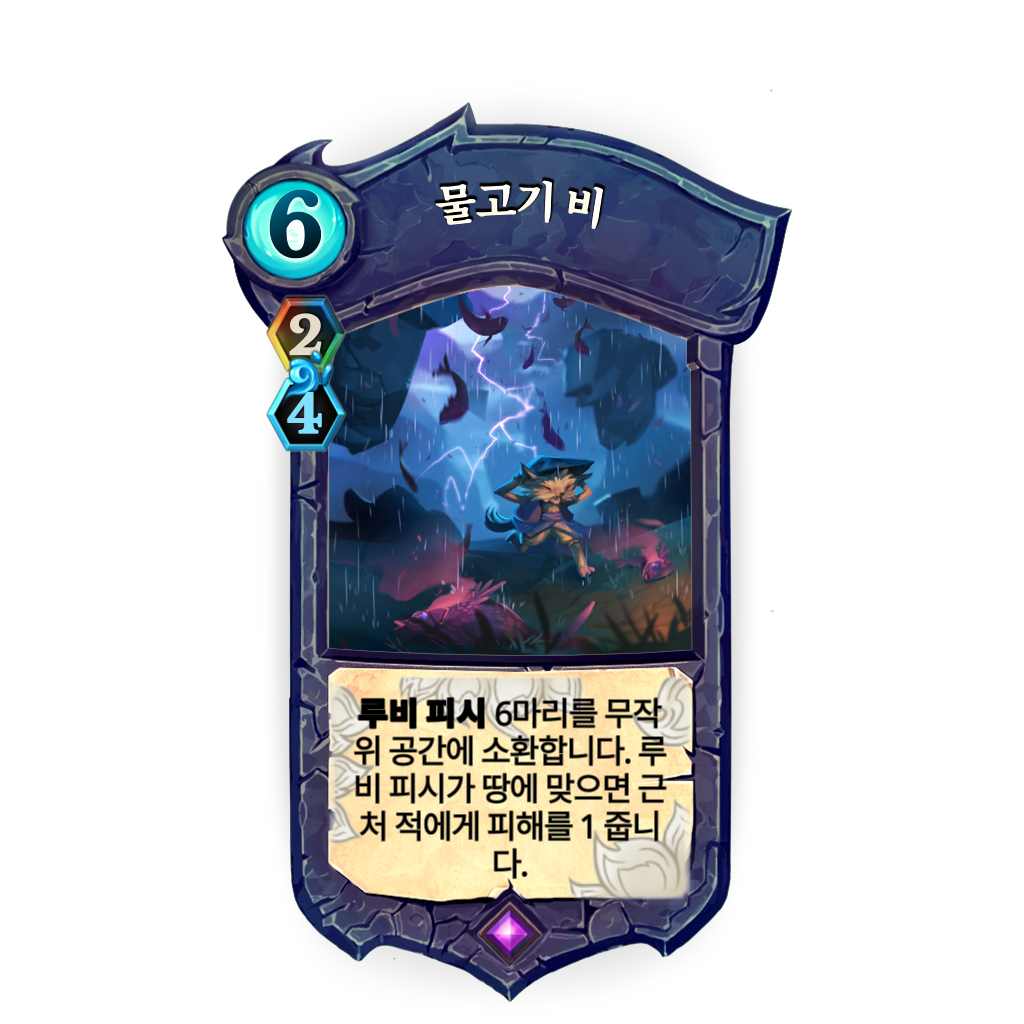 물고기 비
6
2
4
루비 피시 6마리를 무작
위 공간에 소환합니다. 루
비 피시가 땅에 맞으면 근
처 적에게 피해를 1 줍니
다.